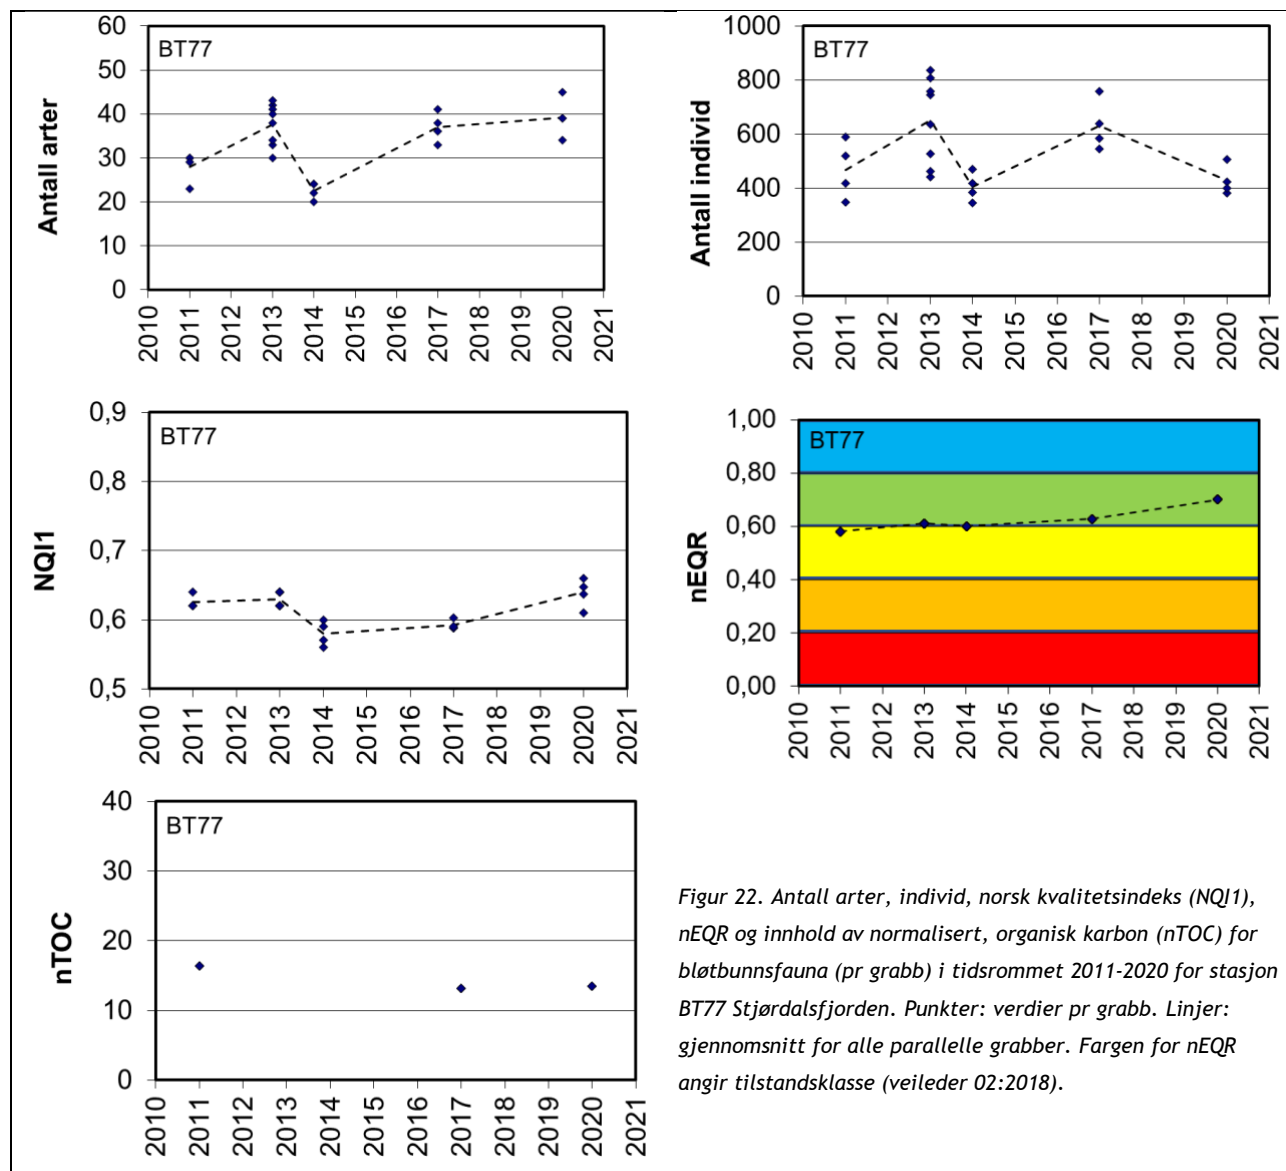 Antall arter
BT77
60
50
40
30
20
10
0
2010 2011 2012 2013 2014 2015 2016 2017 2018 2019 2020 2021
Antall individ
BT77
1000
800
600
400
200
0
2010 2011 2012 2013 2014 2015 2016 2017 2018 2019 2020 2021
NQI1
BT77
0,9
0,8
0,7
0,6
0,5
2010 2011 2012 2013 2014 2015 2016 2017 2018 2019 2020 2021
nEQR
BT77
1,00
0,80
0,60
0,40
0,20
0,00
2010 2011 2012 2013 2014 2015 2016 2017 2018 2019 2020 2021
nTOC
BT77
40
30
20
10
0
2010 2011 2012 2013 2014 2015 2016 2017 2018 2019 2020 2021
Figur 22. Antall arter, individ, norsk kvalitetsindeks (NQI1),
nEQR og innhold av normalisert, organisk karbon (nTOC) for
bløtbunnsfauna (pr grabb) i tidsrommet 2011-2020 for stasjon
BT77 Stjørdalsfjorden. Punkter: verdier pr grabb. Linjer:
gjennomsnitt for alle parallelle grabber. Fargen for nEQR
angir tilstandsklasse (veileder 02:2018).